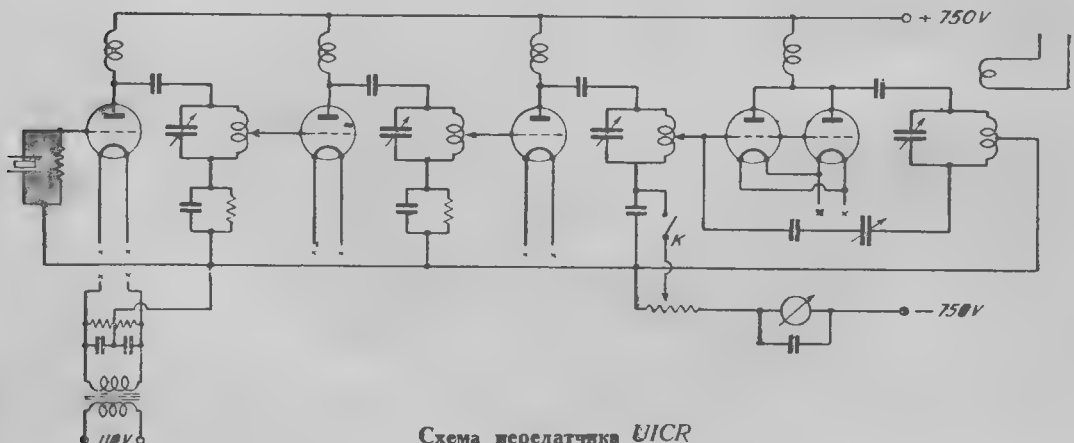 + 750V
K
— 750V
110V
Схема передатчика UICR